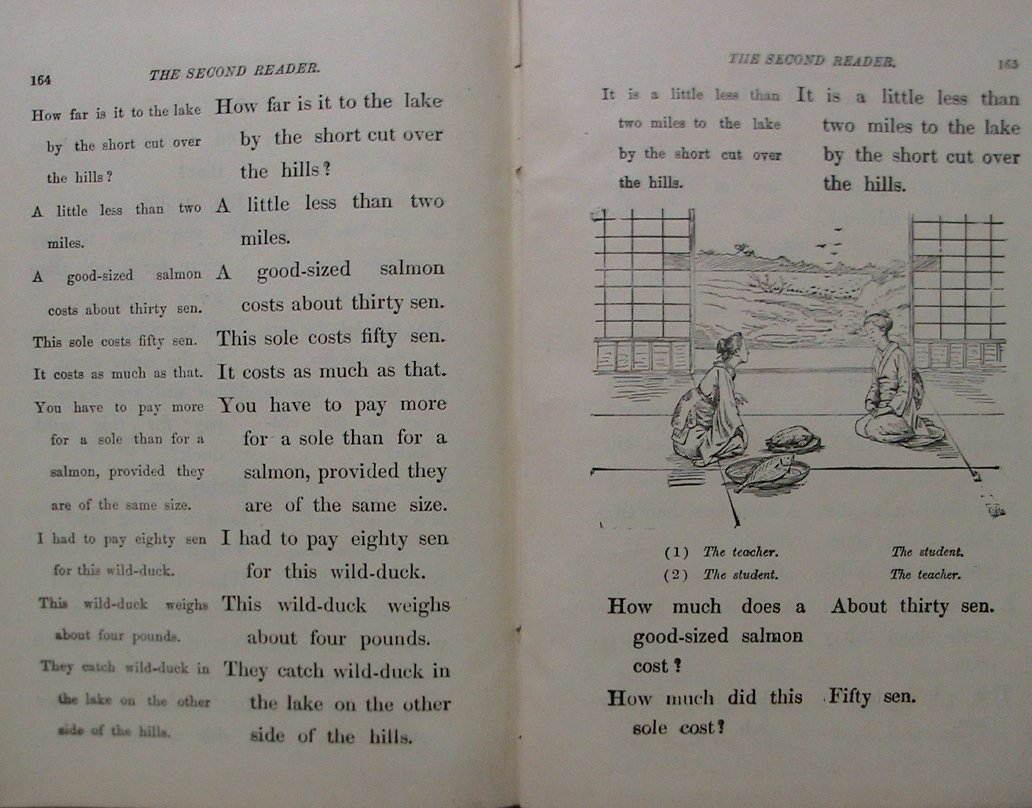 164
THE SECOND READER.
How far is it to the lake
by the short cut over
the hills?
A little less than two
miles.
A good-sized salmon
costs about thirty sen.
This sole costs fifty sen.
It costs as much as that.
You have to pay more
for a sole than for a
salmon, provided they
are of the same size.
I had to pay eighty sen
for this wild-duck.
This wild-duck weighs
about four pounds.
They catch wild-duck in
the lake on the other
side of the hills.
How far is it to the lake
by the short cut over
the hills?
A little less than two
miles.
A good-sized salmon
costs about thirty sen.
This sole costs fifty sen.
It costs as much as that.
You have to pay more
for a sole than for a
salmon, provided they
are of the same size.
I had to pay eighty sen
for this wild-duck.
This wild-duck weighs
about four pounds.
They catch wild-duck in
the lake on the other
side of the hills.
THE SECOND READER.
165
It is a little less than
two miles to the lake
by the short cut over
the hills.
It is a little less than
two miles to the lake
by the short cut over
the hills.
(1) The teacher. The student.
(2) The student. The teacher.
How much does a
good-sized salmon
cost?
About thirty sen.
How much did this
sole cost?
Fifty sen.